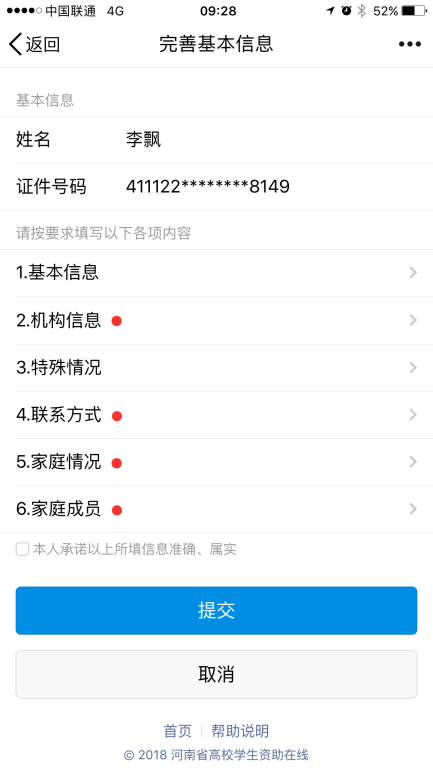 中国联通 4G 09:28 52%
返回 完善基本信息
基本信息
姓名 李飘
证件号码 411122********8149
请按要求填写以下各项内容
1.基本信息
2.机构信息
3.特殊情况
4.联系方式
5.家庭情况
6.家庭成员
本人承诺以上所填信息准确、属实
提交
取消
首页 | 帮助说明
© 2018 河南省高校学生资助在线